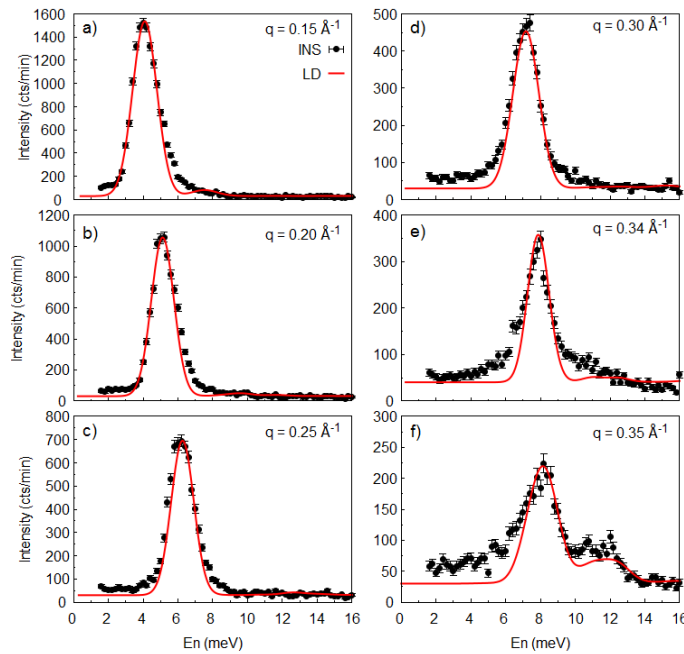 a)
q = 0.15 Å⁻¹
INS
LD
Intensity (cts/min)
1600
1400
1200
1000
800
600
400
200
0
b)
q = 0.20 Å⁻¹
Intensity (cts/min)
1200
1000
800
600
400
200
0
c)
q = 0.25 Å⁻¹
Intensity (cts/min)
800
700
600
500
400
300
200
100
0
0 2 4 6 8 10 12 14 16
En (meV)
d)
q = 0.30 Å⁻¹
500
400
300
200
100
0
e)
q = 0.34 Å⁻¹
400
300
200
100
0
f)
q = 0.35 Å⁻¹
350
300
250
200
150
100
50
0
0 2 4 6 8 10 12 14 16
En (meV)